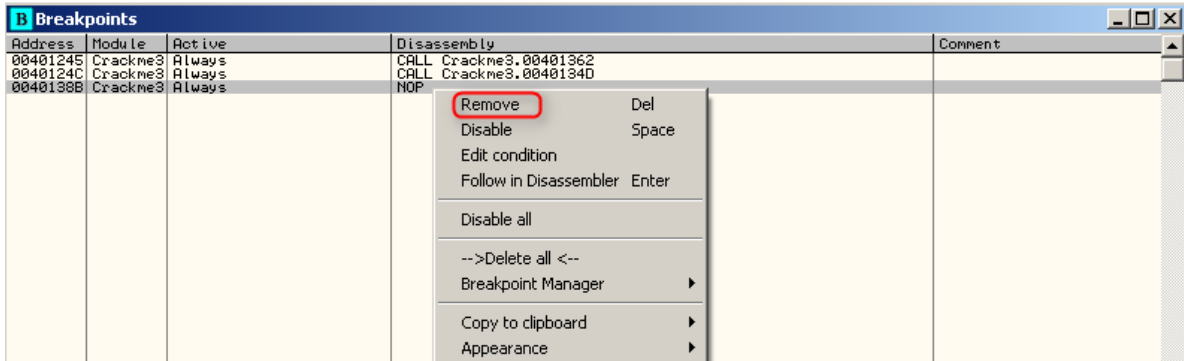 B Breakpoints
Address Module Active Disassembly Comment
00401245 Crackme3 Always CALL Crackme3.00401362
0040124C Crackme3 Always CALL Crackme3.0040134D
0040138B Crackme3 Always NOP
Remove Del
Disable Space
Edit condition
Follow in Disassembler Enter
Disable all
-->Delete all <--
Breakpoint Manager
Copy to clipboard
Appearance